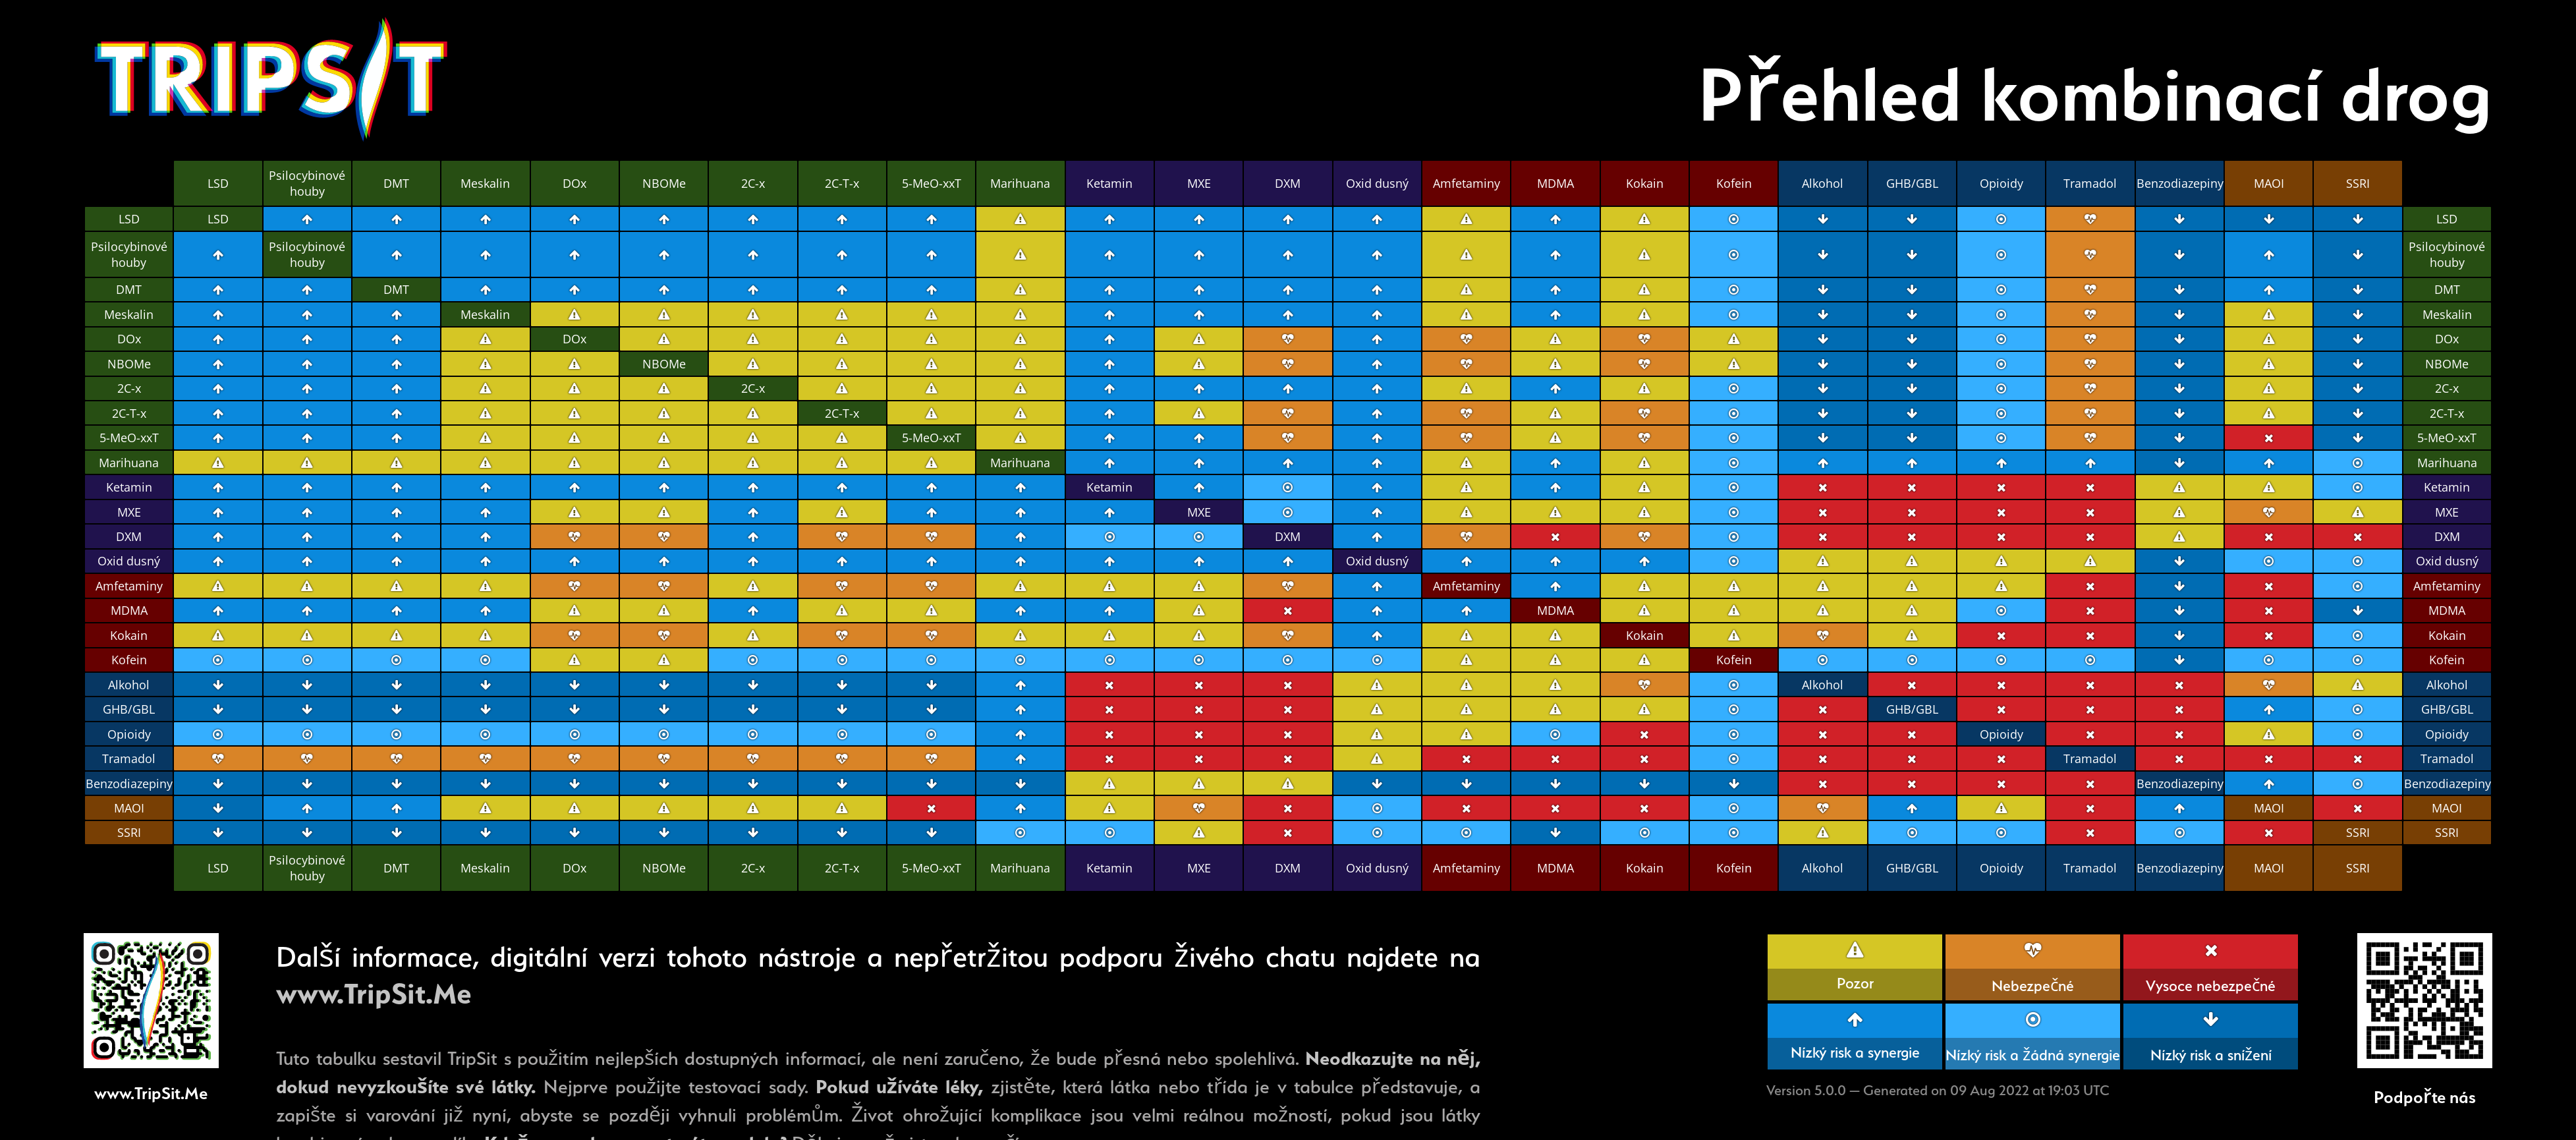 TRIPSIT
Přehled kombinací drog
LSD Psilocybinové houby DMT Meskalin DOx NBOMe 2C-x 2C-T-x 5-MeO-xxT Marihuana Ketamin MXE DXM Oxid dusný Amfetaminy MDMA Kokain Kofein Alkohol GHB/GBL Opioidy Tramadol Benzodiazepiny MAOI SSRI
LSD LSD LSD
Psilocybinové houby Psilocybinové houby Psilocybinové houby
DMT DMT DMT
Meskalin Meskalin Meskalin
DOx DOx DOx
NBOMe NBOMe NBOMe
2C-x 2C-x 2C-x
2C-T-x 2C-T-x 2C-T-x
5-MeO-xxT 5-MeO-xxT 5-MeO-xxT
Marihuana Marihuana Marihuana
Ketamin Ketamin Ketamin
MXE MXE MXE
DXM DXM DXM
Oxid dusný Oxid dusný Oxid dusný
Amfetaminy Amfetaminy Amfetaminy
MDMA MDMA MDMA
Kokain Kokain Kokain
Kofein Kofein Kofein
Alkohol Alkohol Alkohol
GHB/GBL GHB/GBL GHB/GBL
Opioidy Opioidy Opioidy
Tramadol Tramadol Tramadol
Benzodiazepiny Benzodiazepiny Benzodiazepiny
MAOI MAOI MAOI
SSRI SSRI SSRI
LSD Psilocybinové houby DMT Meskalin DOx NBOMe 2C-x 2C-T-x 5-MeO-xxT Marihuana Ketamin MXE DXM Oxid dusný Amfetaminy MDMA Kokain Kofein Alkohol GHB/GBL Opioidy Tramadol Benzodiazepiny MAOI SSRI
www.TripSit.Me
Další informace, digitální verzi tohoto nástroje a nepřetržitou podporu živého chatu najdete na
www.TripSit.Me
Tuto tabulku sestavil TripSit s použitím nejlepších dostupných informací, ale není zaručeno, že bude přesná nebo spolehlivá. Neodkazujte na něj,
dokud nevyzkoušíte své látky. Nejprve použijte testovací sady. Pokud užíváte léky, zjistěte, která látka nebo třída je v tabulce představuje, a
zapište si varování již nyní, abyste se později vyhnuli problémům. Život ohrožující komplikace jsou velmi reálnou možností, pokud jsou látky
Pozor Nebezpečné Vysoce nebezpečné
Nízký risk a synergie Nízký risk a žádná synergie Nízký risk a snížení
Version 5.0.0 — Generated on 09 Aug 2022 at 19:03 UTC
Podpořte nás